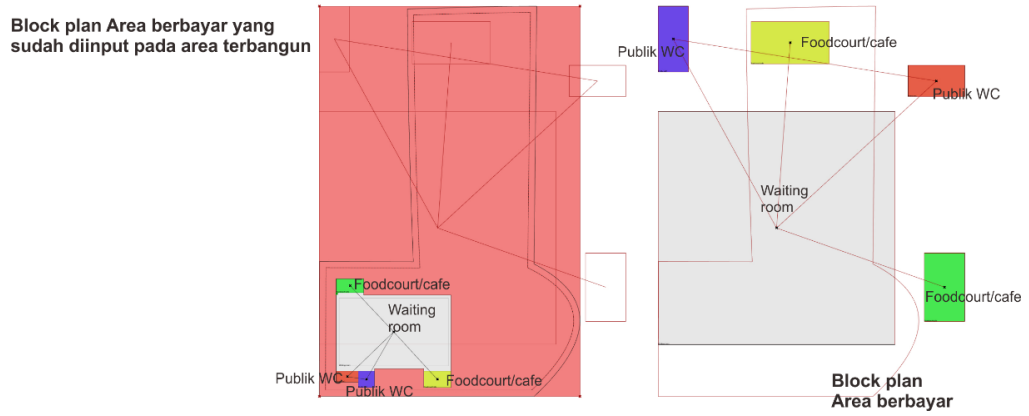 Block plan Area berbayar yang
sudah diinput pada area terbangun
Publik WC
Foodcourt/cafe
Publik WC
Waiting
room
Foodcourt/cafe
Foodcourt/cafe
Waiting
room
Publik WC
Publik WC
Foodcourt/cafe
Block plan
Area berbayar